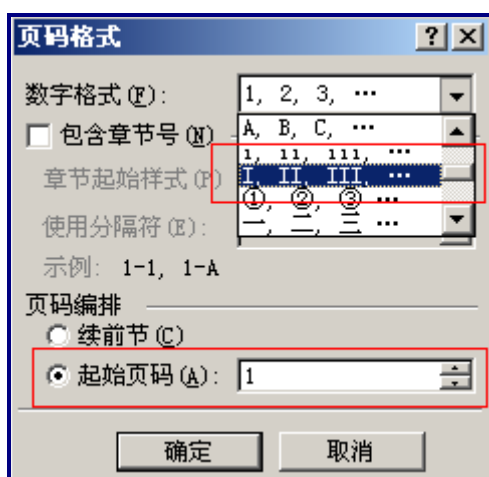 页码格式
数字格式(F): 1, 2, 3, …
包含章节号(N) A, B, C, …
i, ii, iii, …
章节起始样式(P) I, II, III, …
①, ②, ③ …
使用分隔符(E): 一, 二, 三 …
示例: 1-1, 1-A
页码编排
续前节(C)
起始页码(A): 1
确定 取消